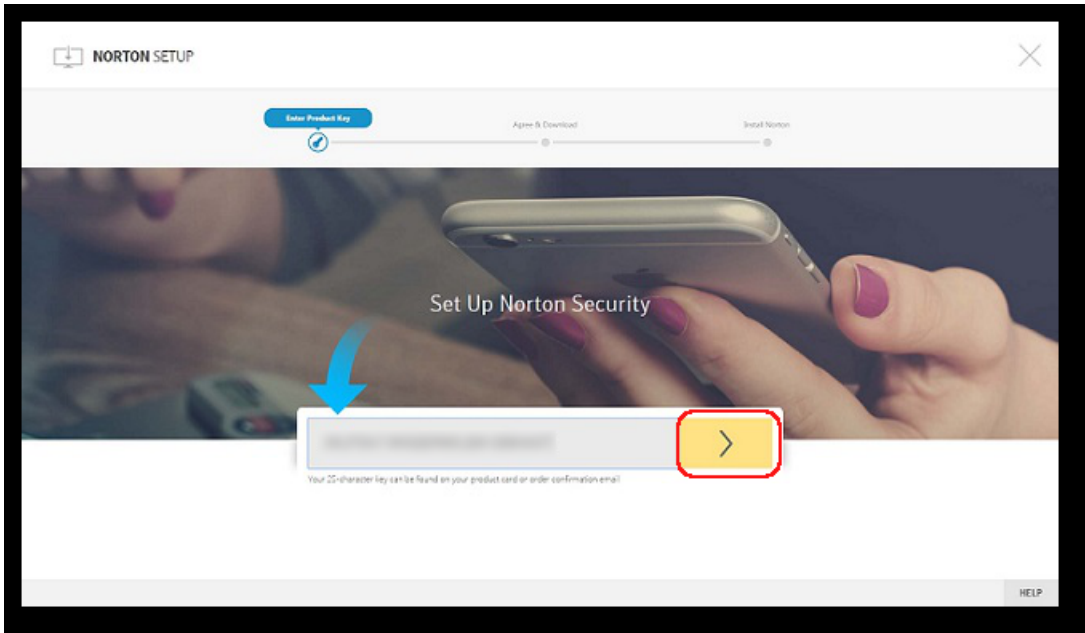 NORTON SETUP
Enter Product Key
Agree & Download
Install Norton
Set Up Norton Security
Your 25-character key can be found on your product card or order confirmation email
HELP